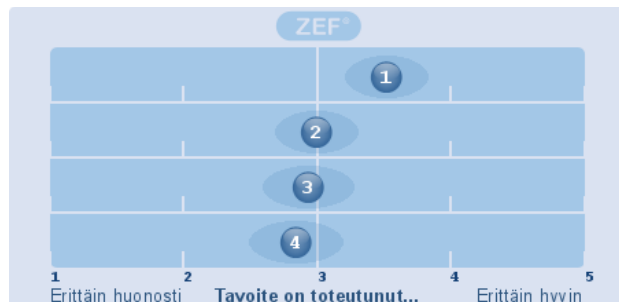 ZEF®
1
2
3
4
1 2 3 4 5
Erittäin huonosti Tavoite on toteutunut... Erittäin hyvin